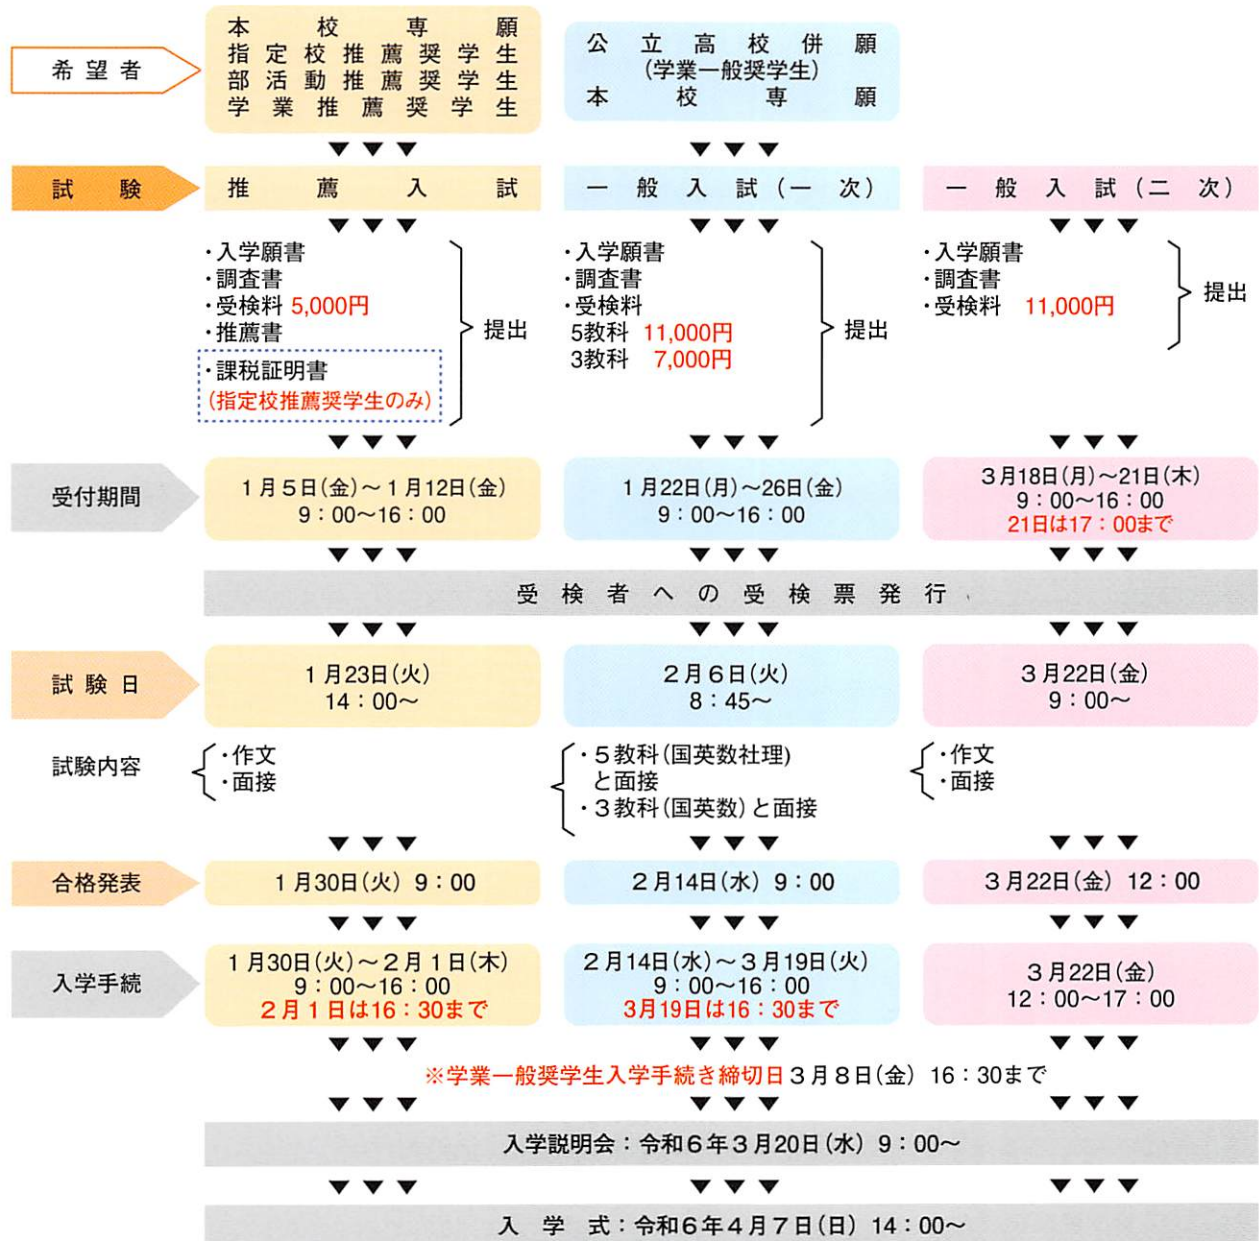 希望者
本校専願
指定校推薦奨学生
部活動推薦奨学生
学業推薦奨学生
公立高校併願
(学業一般奨学生)
本校専願
試験
推薦入試
一般入試(一次)
一般入試(二次)
・入学願書
・調査書
・受検料 5,000円
・推薦書
・課税証明書
(指定校推薦奨学生のみ)
提出
・入学願書
・調査書
・受検料
5教科 11,000円
3教科 7,000円
提出
・入学願書
・調査書
・受検料 11,000円
提出
受付期間
1月5日(金)~1月12日(金)
9:00~16:00
1月22日(月)~26日(金)
9:00~16:00
3月18日(月)~21日(木)
9:00~16:00
21日は17:00まで
受検者への受検票発行
試験日
1月23日(火)
14:00~
2月6日(火)
8:45~
3月22日(金)
9:00~
試験内容
・作文
・面接
・5教科(国英数社理)
と面接
・3教科(国英数)と面接
・作文
・面接
合格発表
1月30日(火) 9:00
2月14日(水) 9:00
3月22日(金) 12:00
入学手続
1月30日(火)~2月1日(木)
9:00~16:00
2月1日は16:30まで
2月14日(水)~3月19日(火)
9:00~16:00
3月19日は16:30まで
3月22日(金)
12:00~17:00
※学業一般奨学生入学手続き締切日 3月8日(金) 16:30まで
入学説明会:令和6年3月20日(水) 9:00~
入学式:令和6年4月7日(日) 14:00~